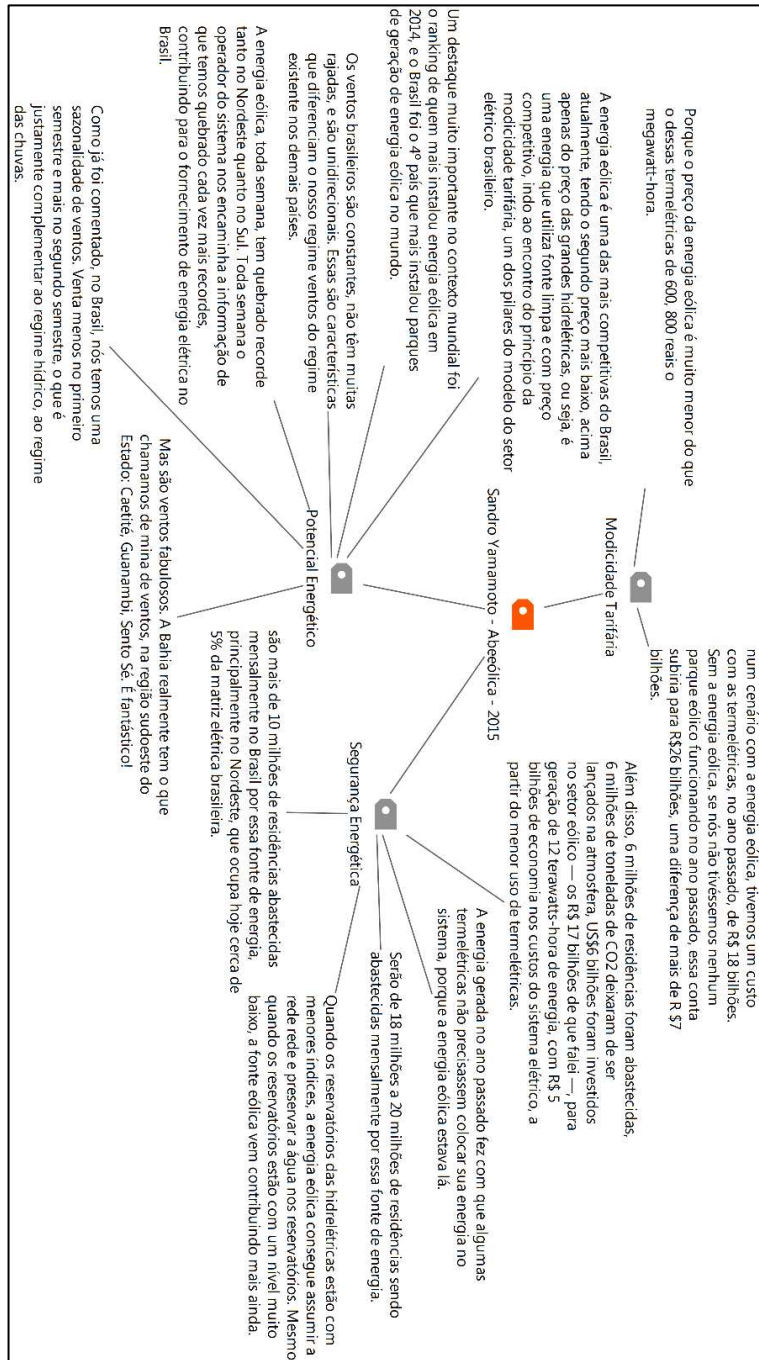 Porque o preço da energia eólica é muito menor do que
o dessas termelétricas de 600, 800 reais o
megawatt-hora.
num cenário com a energia eólica, tivemos um custo
com as termelétricas, no ano passado, de R$ 18 bilhões.
Sem a energia eólica, se nós não tivéssemos nenhum
parque eólico funcionando no ano passado, essa conta
subiria para R$26 bilhões, uma diferença de mais de R $7
bilhões.
Modicidade Tarifária
Sandro Yamamoto - Abeeólica - 2015
A energia eólica é uma das mais competitivas do Brasil,
atualmente, tendo o segundo preço mais baixo, acima
apenas do preço das grandes hidrelétricas, ou seja, é
uma energia que utiliza fonte limpa e com preço
competitivo, indo ao encontro do princípio da
modicidade tarifária, um dos pilares do modelo do setor
elétrico brasileiro.
Um destaque muito importante no contexto mundial foi
o ranking de quem mais instalou energia eólica em
2014, e o Brasil foi o 4º país que mais instalou parques
de geração de energia eólica no mundo.
Os ventos brasileiros são constantes, não têm muitas
rajadas, e são unidirecionais. Essas são características
que diferenciam o nosso regime ventos do regime
existente nos demais países.
A energia eólica, toda semana, tem quebrado recorde
tanto no Nordeste quanto no Sul. Toda semana o
operador do sistema nos encaminha a informação de
que temos quebrado cada vez mais recordes,
contribuindo para o fornecimento de energia elétrica no
Brasil.
Como já foi comentado, no Brasil, nós temos uma
sazonalidade de ventos. Venta menos no primeiro
semestre e mais no segundo semestre, o que é
justamente complementar ao regime hídrico, ao regime
das chuvas.
Potencial Energético
Mas são ventos fabulosos. A Bahia realmente tem o que
chamamos de mina de ventos, na região sudoeste do
Estado: Caetité, Guanambi, Sento Sé. É fantástico!
Segurança Energética
Além disso, 6 milhões de residências foram abastecidas,
6 milhões de toneladas de CO2 deixaram de ser
lançados na atmosfera, US$6 bilhões foram investidos
no setor eólico — os R$ 17 bilhões de que falei —, para
geração de 12 terawatts-hora de energia, com R$ 5
bilhões de economia nos custos do sistema elétrico, a
partir do menor uso de termelétricas.
A energia gerada no ano passado fez com que algumas
termelétricas não precisassem colocar sua energia no
sistema, porque a energia eólica estava lá.
Serão de 18 milhões a 20 milhões de residências sendo
abastecidas mensalmente por essa fonte de energia.
Quando os reservatórios das hidrelétricas estão com
menores índices, a energia eólica consegue assumir a
rede rede e preservar a água nos reservatórios. Mesmo
quando os reservatórios estão com um nível muito
baixo, a fonte eólica vem contribuindo mais ainda.
são mais de 10 milhões de residências abastecidas
mensalmente no Brasil por essa fonte de energia,
principalmente no Nordeste, que ocupa hoje cerca de
5% da matriz elétrica brasileira.